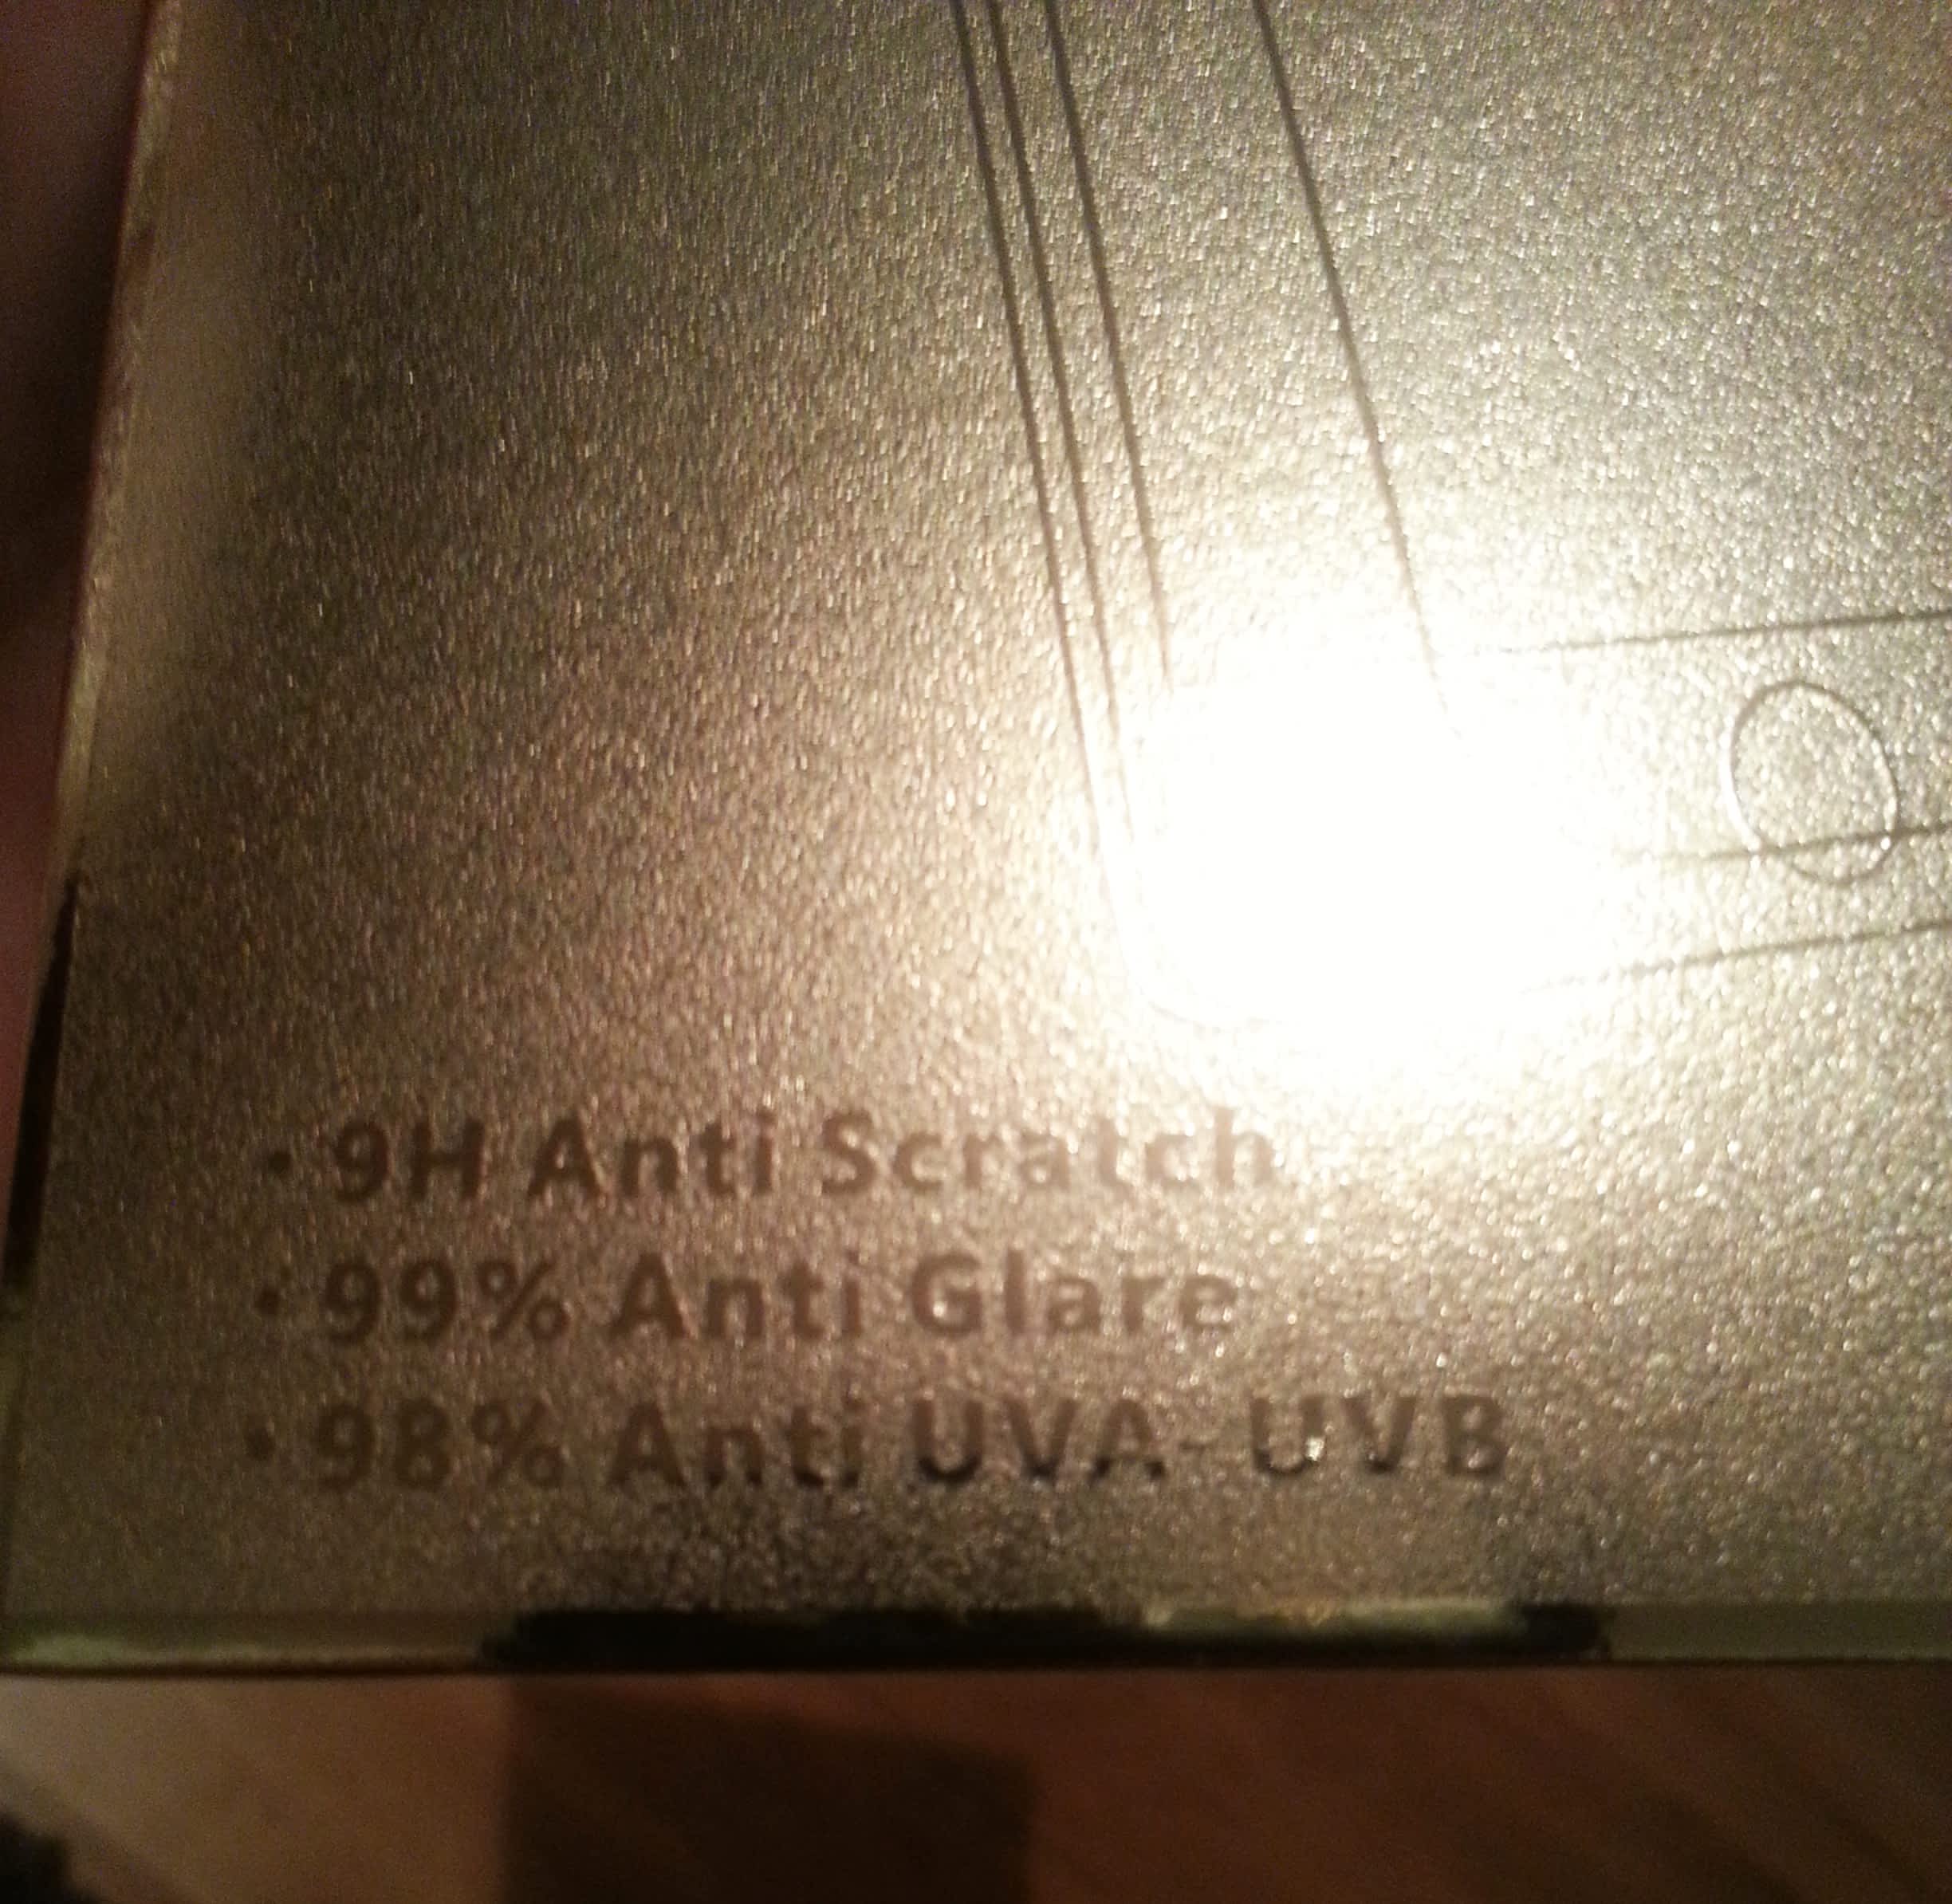 • 9H Anti Scratch
• 99% Anti Glare
• 98% Anti UVA- UVB